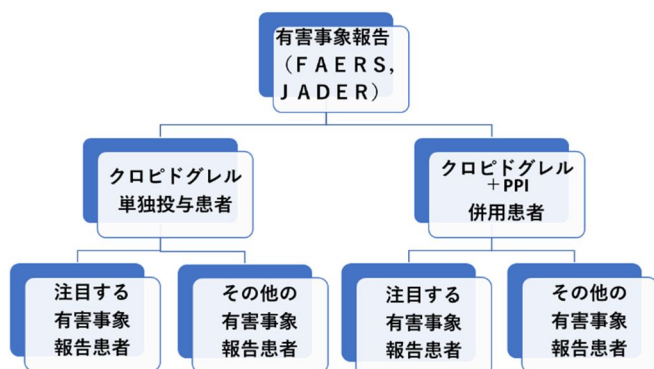 有害事象報告
（ＦＡＥＲＳ,
ＪＡＤＥＲ）
クロピドグレル
単独投与患者
クロピドグレル
＋PPI
併用患者
注目する
有害事象
報告患者
その他の
有害事象
報告患者
注目する
有害事象
報告患者
その他の
有害事象
報告患者